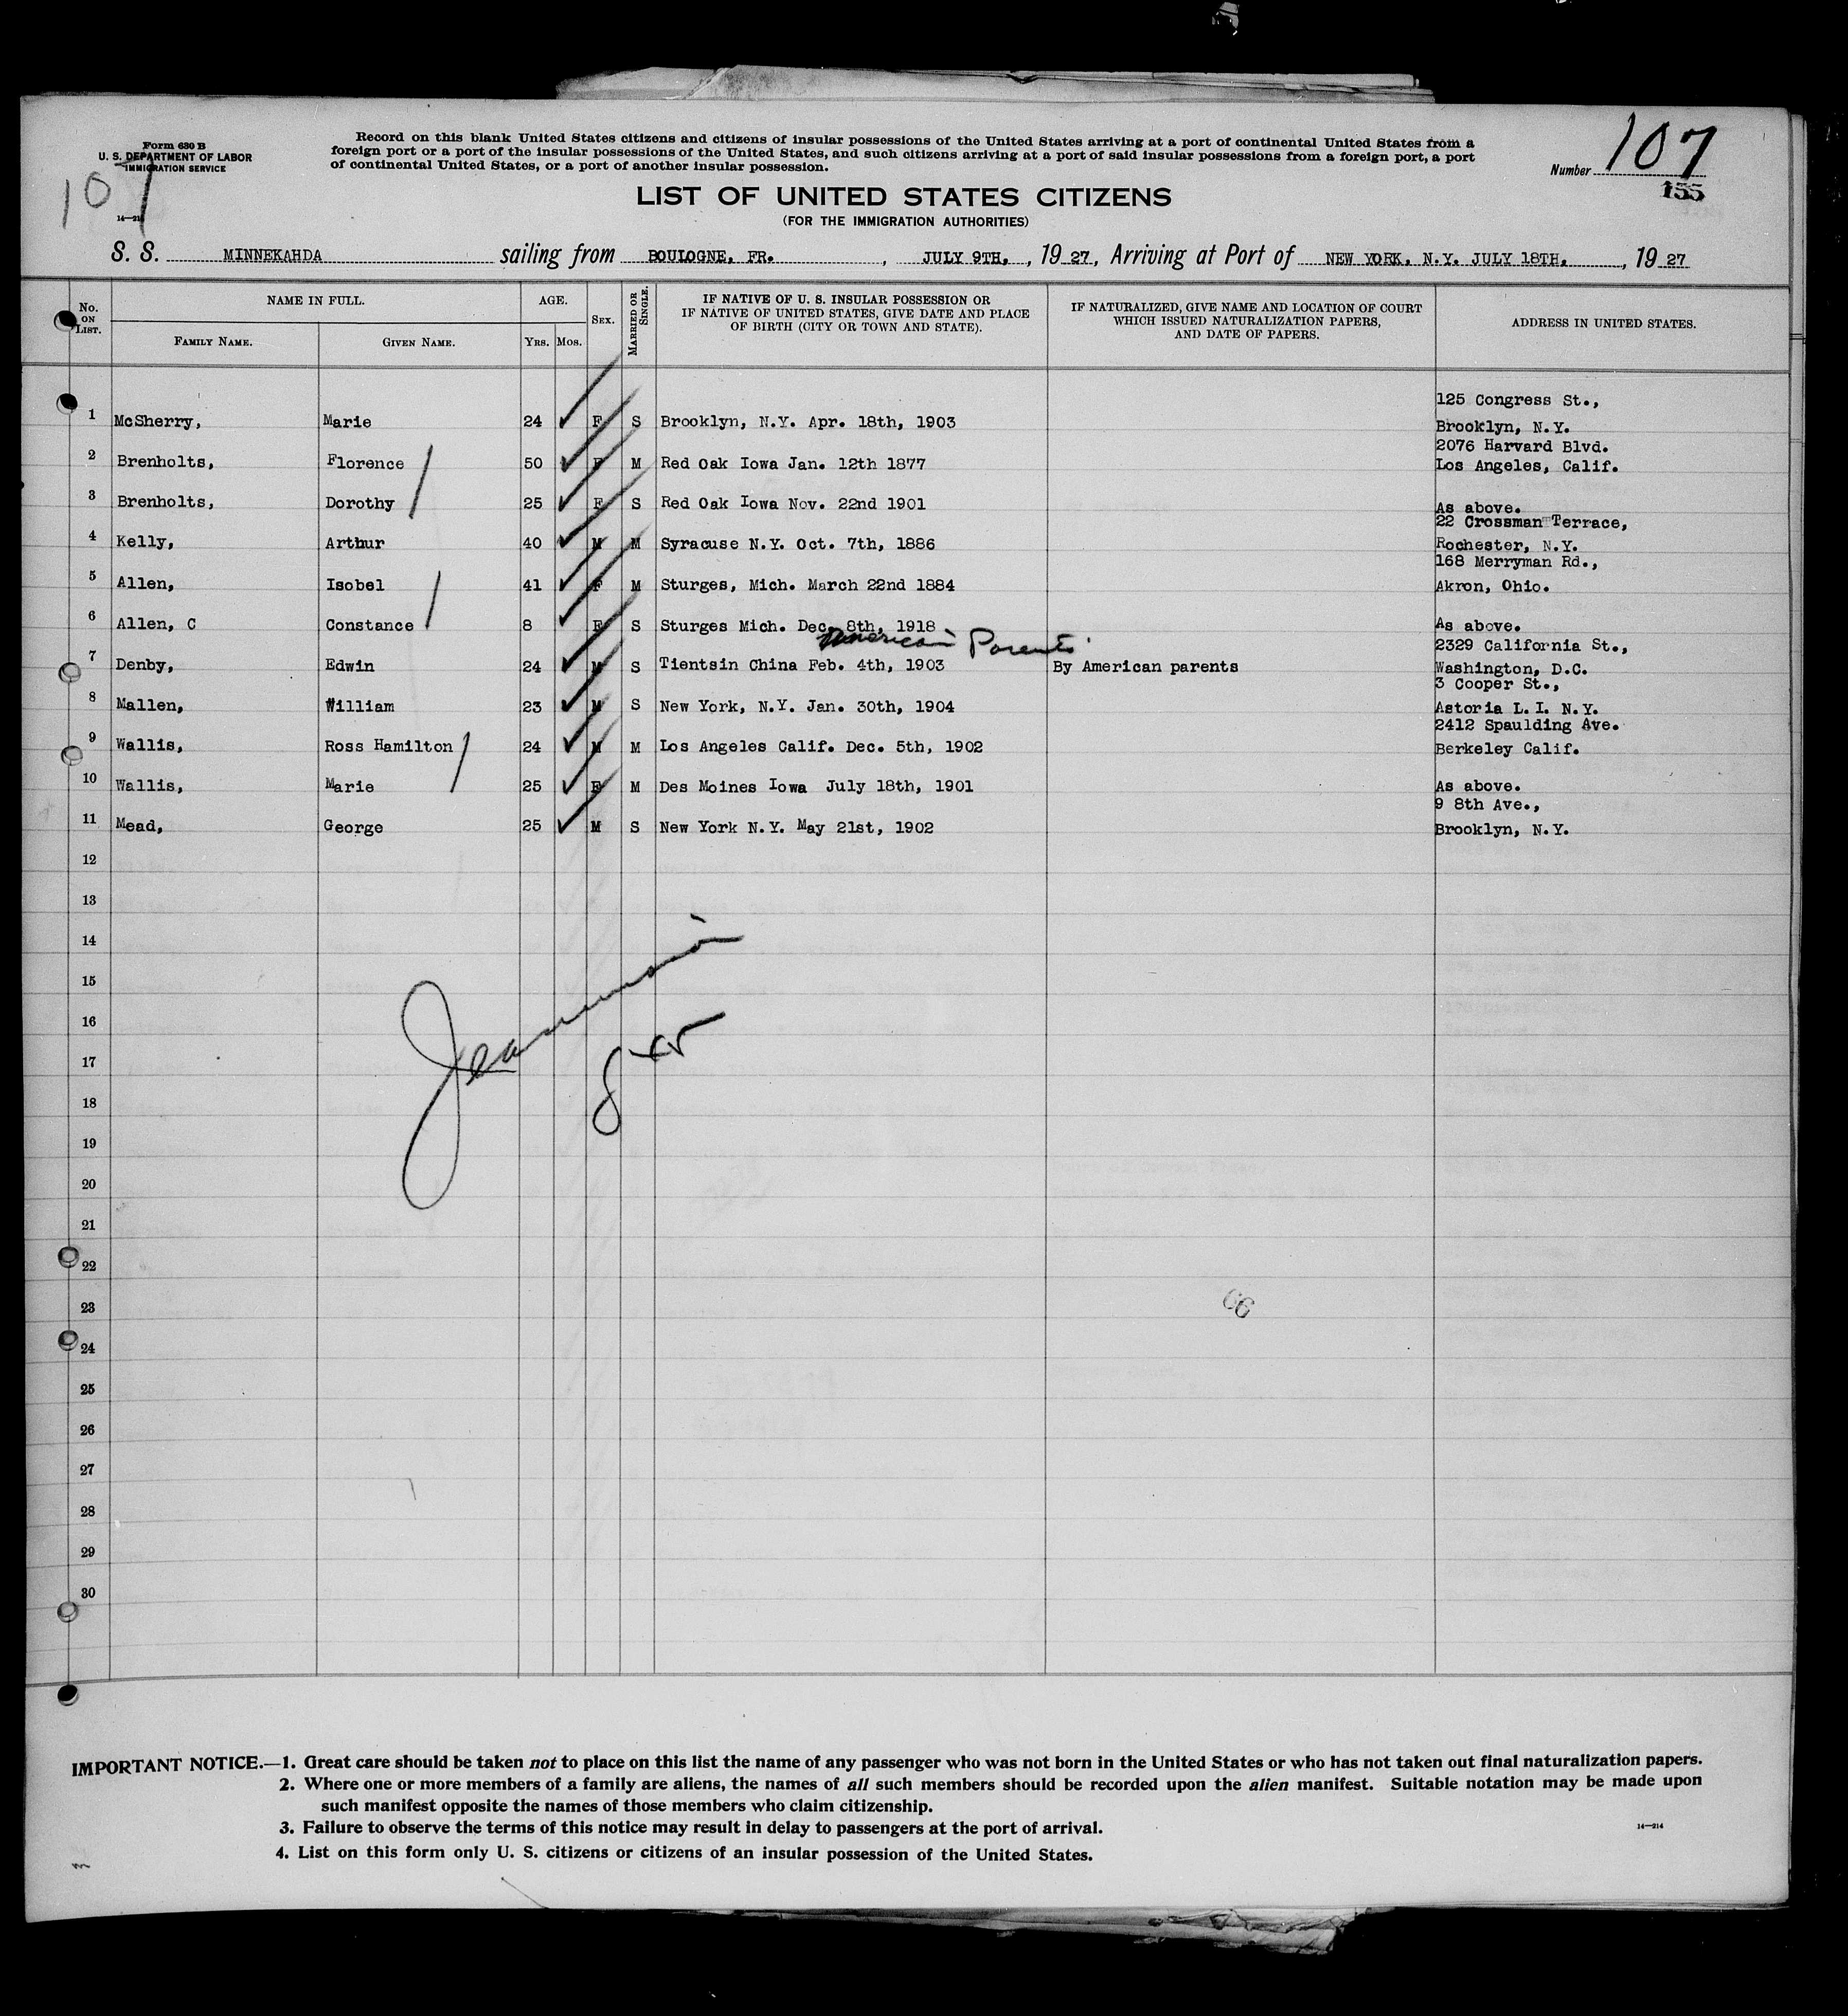 Form 630 B
U. S. DEPARTMENT OF LABOR
IMMIGRATION SERVICE
107
14—214
Record on this blank United States citizens and citizens of insular possessions of the United States arriving at a port of continental United States from a
foreign port or a port of the insular possessions of the United States, and such citizens arriving at a port of said insular possessions from a foreign port, a port
of continental United States, or a port of another insular possession.
Number 107
155
LIST OF UNITED STATES CITIZENS
(FOR THE IMMIGRATION AUTHORITIES)
S. S. MINNEKAHDA sailing from BOULOGNE, FR. , JULY 9TH, , 19 27, Arriving at Port of NEW YORK, N.Y. JULY 18TH, , 19 27
No. ON LIST. NAME IN FULL. FAMILY NAME. GIVEN NAME. AGE. YRS. MOS. SEX. MARRIED OR SINGLE. IF NATIVE OF U. S. INSULAR POSSESSION OR IF NATIVE OF UNITED STATES, GIVE DATE AND PLACE OF BIRTH (CITY OR TOWN AND STATE). IF NATURALIZED, GIVE NAME AND LOCATION OF COURT WHICH ISSUED NATURALIZATION PAPERS, AND DATE OF PAPERS. ADDRESS IN UNITED STATES.
125 Congress St.,
1 McSherry, Marie 24 F S Brooklyn, N.Y. Apr. 18th, 1903 Brooklyn, N.Y.
2076 Harvard Blvd.
2 Brenholts, Florence 50 F M Red Oak Iowa Jan. 12th 1877 Los Angeles, Calif.
3 Brenholts, Dorothy 25 F S Red Oak Iowa Nov. 22nd 1901 As above.
22 Crossman Terrace,
4 Kelly, Arthur 40 M M Syracuse N.Y. Oct. 7th, 1886 Rochester, N.Y.
168 Merryman Rd.,
5 Allen, Isobel 41 F M Sturges, Mich. March 22nd 1884 Akron, Ohio.
6 Allen, C Constance 8 F S Sturges Mich. Dec. 8th, 1918 As above.
American Parents
2329 California St.,
7 Denby, Edwin 24 M S Tientsin China Feb. 4th, 1903 By American parents Washington, D.C.
3 Cooper St.,
8 Mallen, William 23 M S New York, N.Y. Jan. 30th, 1904 Astoria L.I. N.Y.
2412 Spaulding Ave.
9 Wallis, Ross Hamilton 24 M M Los Angeles Calif. Dec. 5th, 1902 Berkeley Calif.
10 Wallis, Marie 25 F M Des Moines Iowa July 18th, 1901 As above.
9 8th Ave.,
11 Mead, George 25 M S New York N.Y. May 21st, 1902 Brooklyn, N.Y.
12
13
14
15
16
17
18
19
20
21
22
23
24
25
26
27
28
29
30
IMPORTANT NOTICE.—1. Great care should be taken not to place on this list the name of any passenger who was not born in the United States or who has not taken out final naturalization papers.
2. Where one or more members of a family are aliens, the names of all such members should be recorded upon the alien manifest. Suitable notation may be made upon
such manifest opposite the names of those members who claim citizenship.
3. Failure to observe the terms of this notice may result in delay to passengers at the port of arrival.
4. List on this form only U. S. citizens or citizens of an insular possession of the United States.
14—214